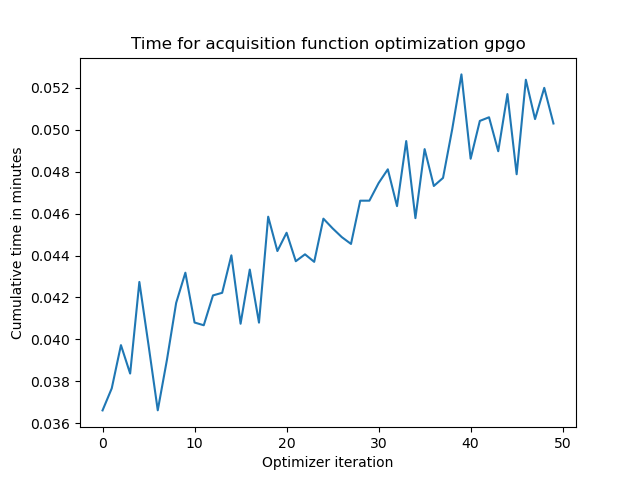 Time for acquisition function optimization gpgo
0.052
0.050
0.048
0.046
0.044
0.042
0.040
0.038
0.036
Cumulative time in minutes
0 10 20 30 40 50
Optimizer iteration